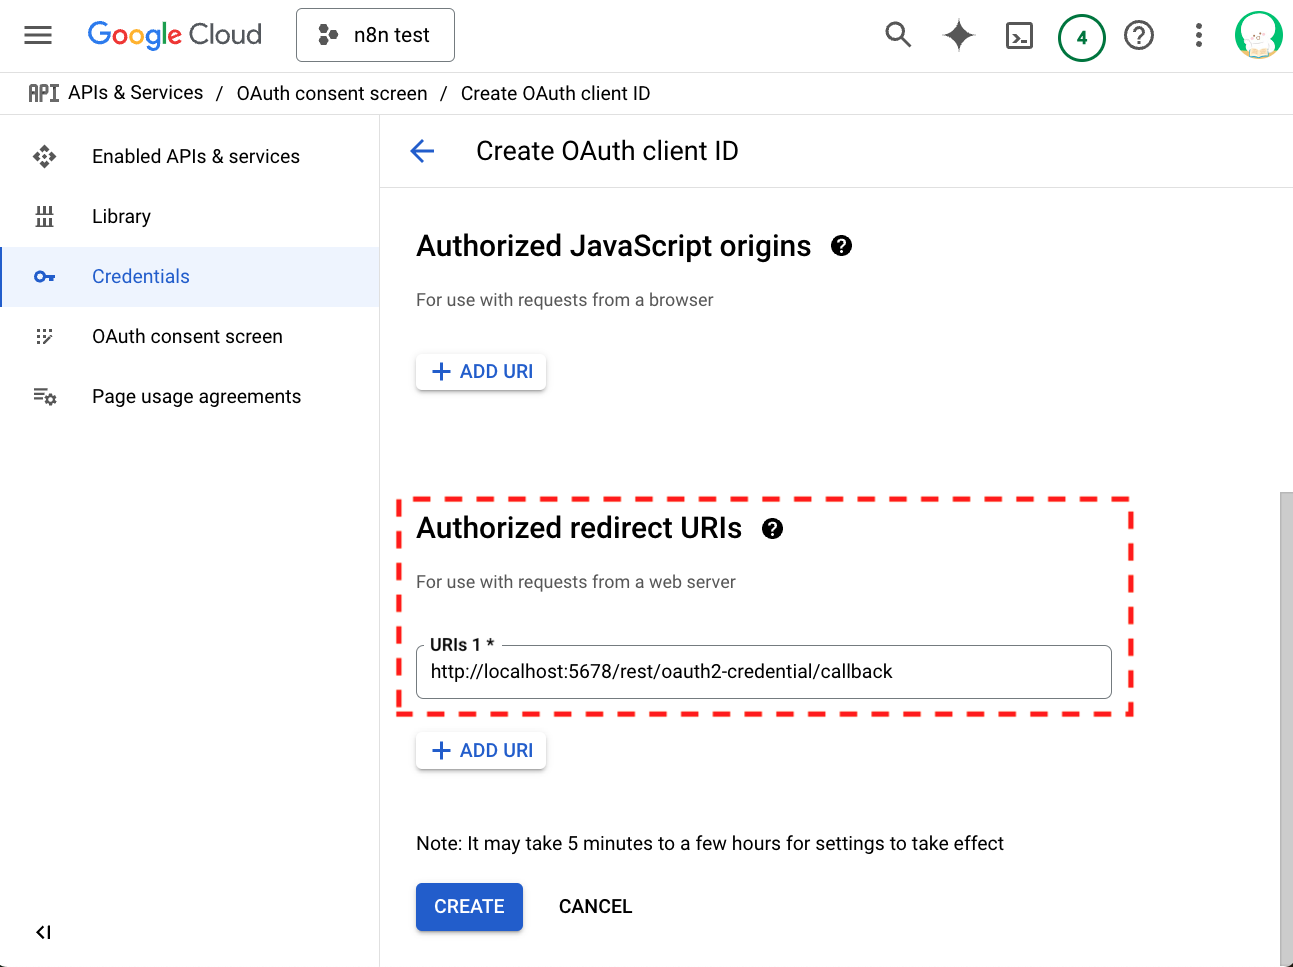 Google Cloud
n8n test
4
API APIs & Services / OAuth consent screen / Create OAuth client ID
Enabled APIs & services
Library
Credentials
OAuth consent screen
Page usage agreements
Create OAuth client ID
Authorized JavaScript origins
For use with requests from a browser
ADD URI
Authorized redirect URIs
For use with requests from a web server
URIs 1 *
http://localhost:5678/rest/oauth2-credential/callback
ADD URI
Note: It may take 5 minutes to a few hours for settings to take effect
CREATE
CANCEL